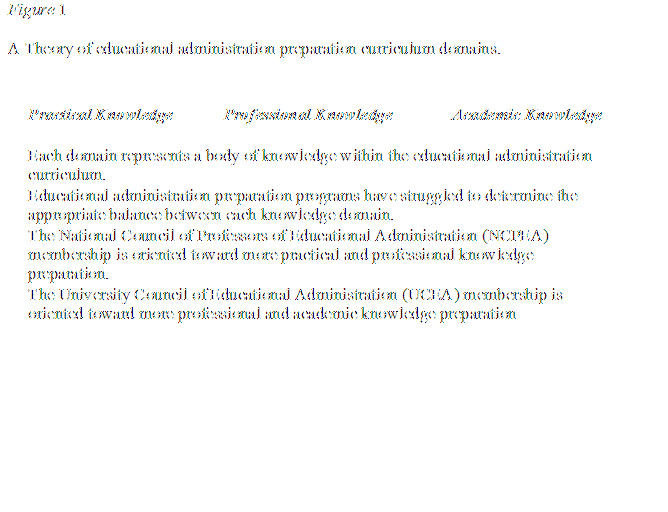 Figure 1
A Theory of educational administration preparation curriculum domains.
Practical Knowledge Professional Knowledge Academic Knowledge
Each domain represents a body of knowledge within the educational administration
curriculum.
Educational administration preparation programs have struggled to determine the
appropriate balance between each knowledge domain.
The National Council of Professors of Educational Administration (NCPEA)
membership is oriented toward more practical and professional knowledge
preparation.
The University Council of Educational Administration (UCEA) membership is
oriented toward more professional and academic knowledge preparation